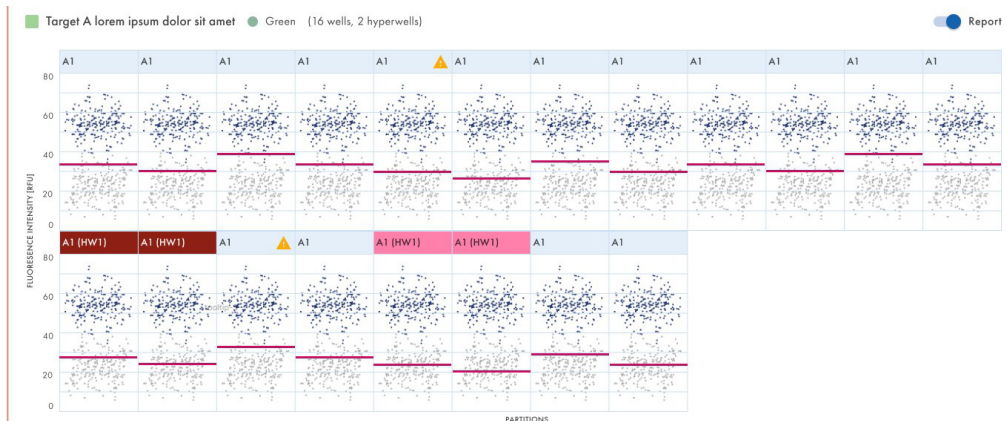 Target A lorem ipsum dolor sit amet Green (16 wells, 2 hyperwells) Report
A1 A1 A1 A1 A1 A1 A1 A1 A1 A1 A1 A1
80
60
40
20
0
FLUORESENCE INTENSITY [RFU]
A1 (HW1) A1 (HW1) A1 A1 A1 (HW1) A1 (HW1) A1 A1
80
60
40
20
0
PARTITIONS